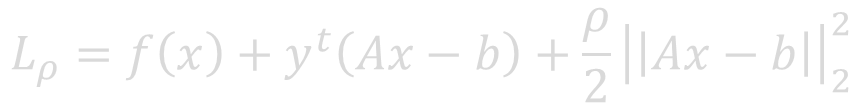 L_ρ = f(x) + y^t(Ax − b) + ρ/2 ||Ax − b||_2^2